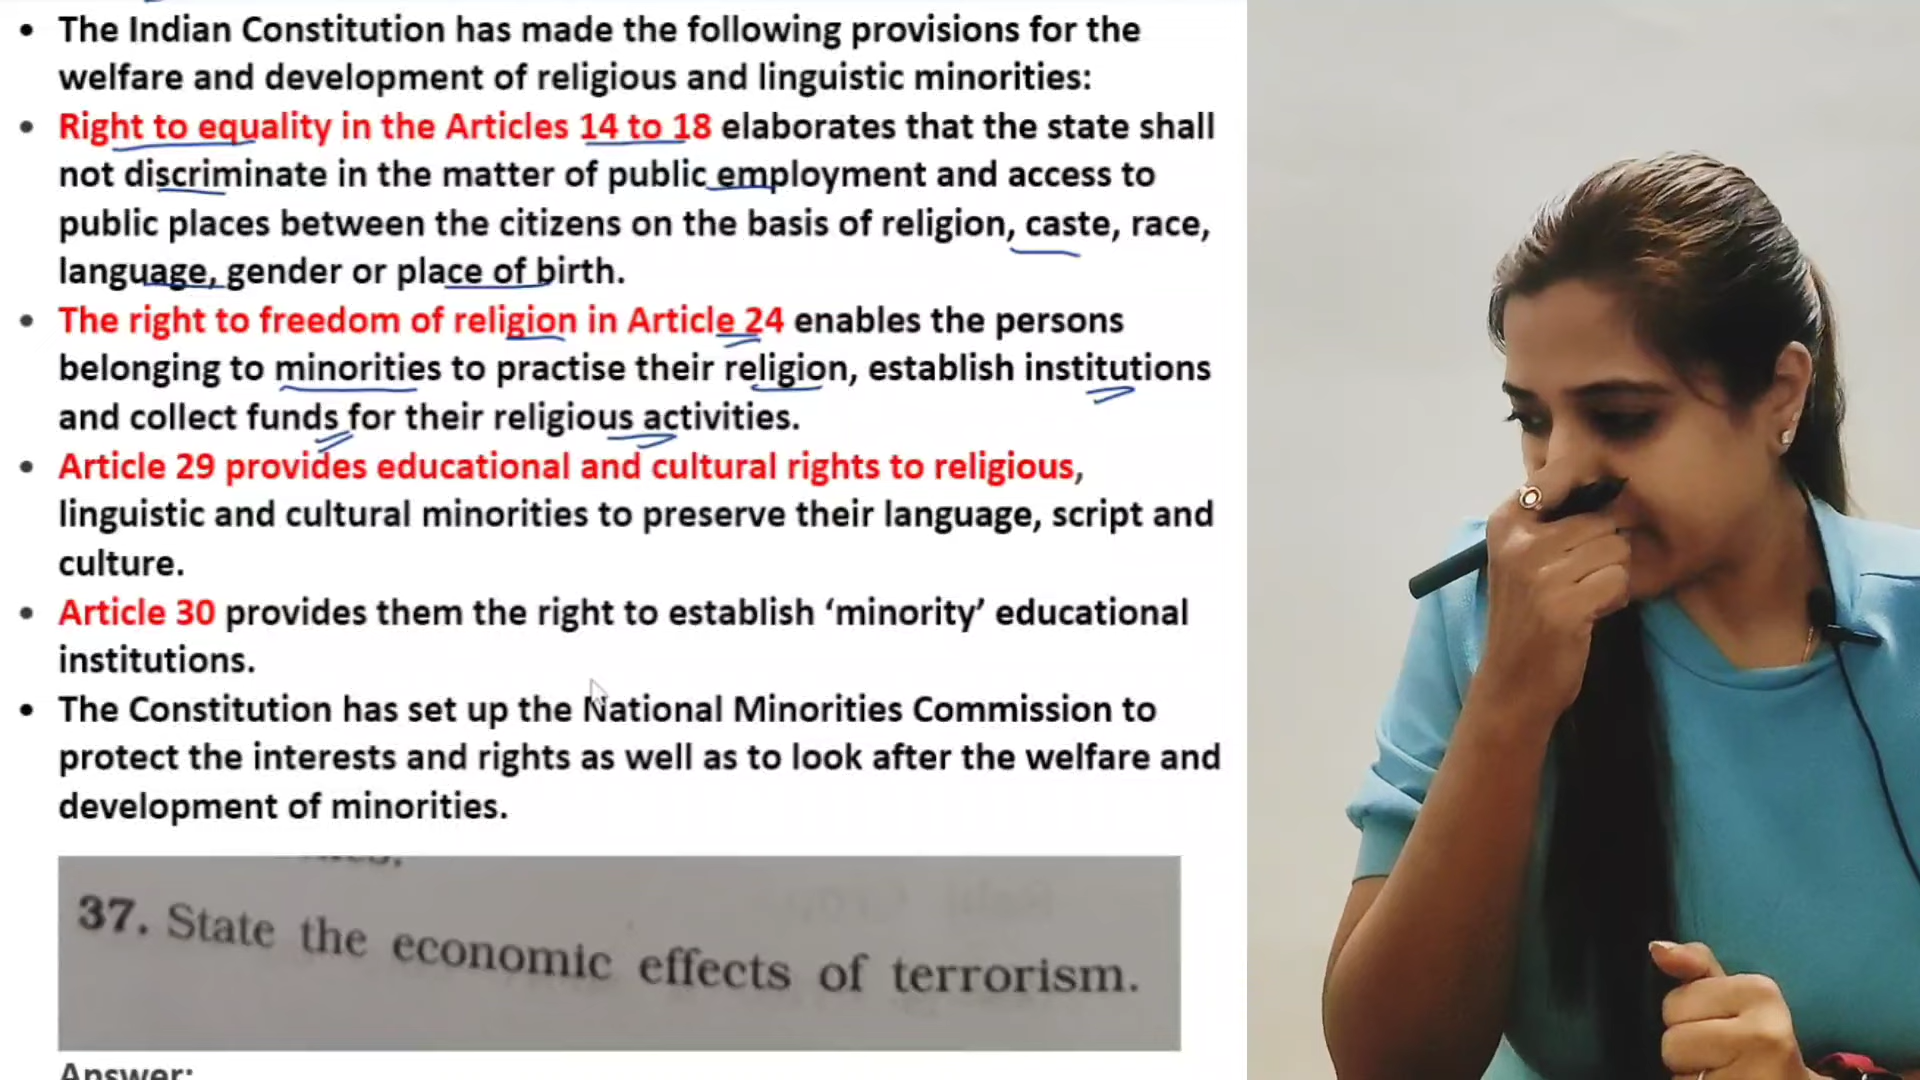 • The Indian Constitution has made the following provisions for the
welfare and development of religious and linguistic minorities:
• Right to equality in the Articles 14 to 18 elaborates that the state shall
not discriminate in the matter of public employment and access to
public places between the citizens on the basis of religion, caste, race,
language, gender or place of birth.
• The right to freedom of religion in Article 24 enables the persons
belonging to minorities to practise their religion, establish institutions
and collect funds for their religious activities.
• Article 29 provides educational and cultural rights to religious,
linguistic and cultural minorities to preserve their language, script and
culture.
• Article 30 provides them the right to establish ‘minority’ educational
institutions.
• The Constitution has set up the National Minorities Commission to
protect the interests and rights as well as to look after the welfare and
development of minorities.
37. State the economic effects of terrorism.
Answer: